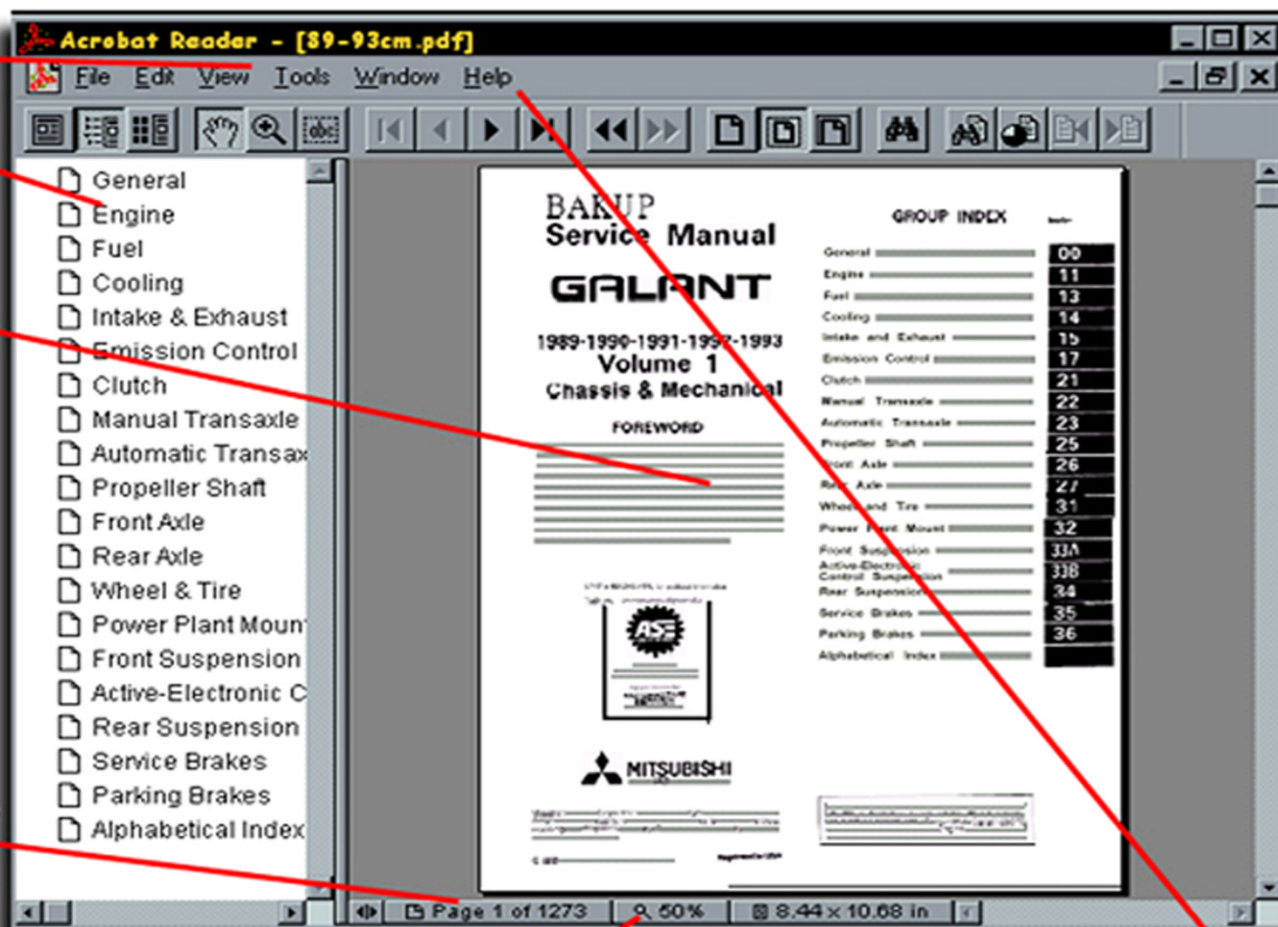 Acrobat Reader - [89-93cm.pdf]
File Edit View Tools Window Help
abc
General
Engine
Fuel
Cooling
Intake & Exhaust
Emission Control
Clutch
Manual Transaxle
Automatic Transax
Propeller Shaft
Front Axle
Rear Axle
Wheel & Tire
Power Plant Moun
Front Suspension
Active-Electronic C
Rear Suspension
Service Brakes
Parking Brakes
Alphabetical Index
BAKUP
Service Manual
GALANT
1989-1990-1991-1992-1993
Volume 1
Chassis & Mechanical
FOREWORD
ASE
MITSUBISHI
GROUP INDEX
General 00
Engine 11
Fuel 13
Cooling 14
Intake and Exhaust 15
Emission Control 17
Clutch 21
Manual Transaxle 22
Automatic Transaxle 23
Propeller Shaft 25
Front Axle 26
Rear Axle 27
Wheel and Tire 31
Power Plant Mount 32
Front Suspension 33A
Active-Electronic
Control Suspension 33B
Rear Suspension 34
Service Brakes 35
Parking Brakes 36
Alphabetical Index
Page 1 of 1273 50% 8.44 x 10.68 in